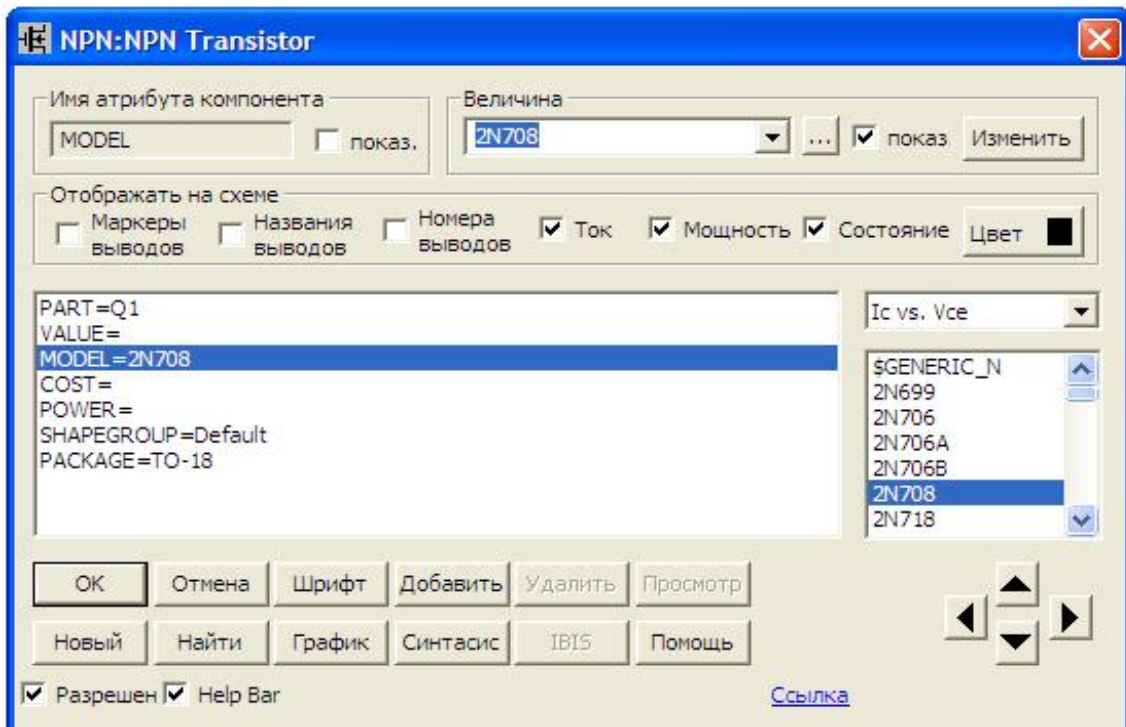 NPN:NPN Transistor
Имя атрибута компонента
MODEL
показ.
Величина
2N708
...
показ
Изменить
Отображать на схеме
Маркеры
выводов
Названия
выводов
Номера
выводов
Ток
Мощность
Состояние
Цвет
PART=Q1
VALUE=
MODEL=2N708
COST=
POWER=
SHAPEGROUP=Default
PACKAGE=TO-18
Ic vs. Vce
$GENERIC_N
2N699
2N706
2N706A
2N706B
2N708
2N718
OK
Отмена
Шрифт
Добавить
Удалить
Просмотр
Новый
Найти
График
Синтасис
IBIS
Помощь
Разрешен
Help Bar
Ссылка